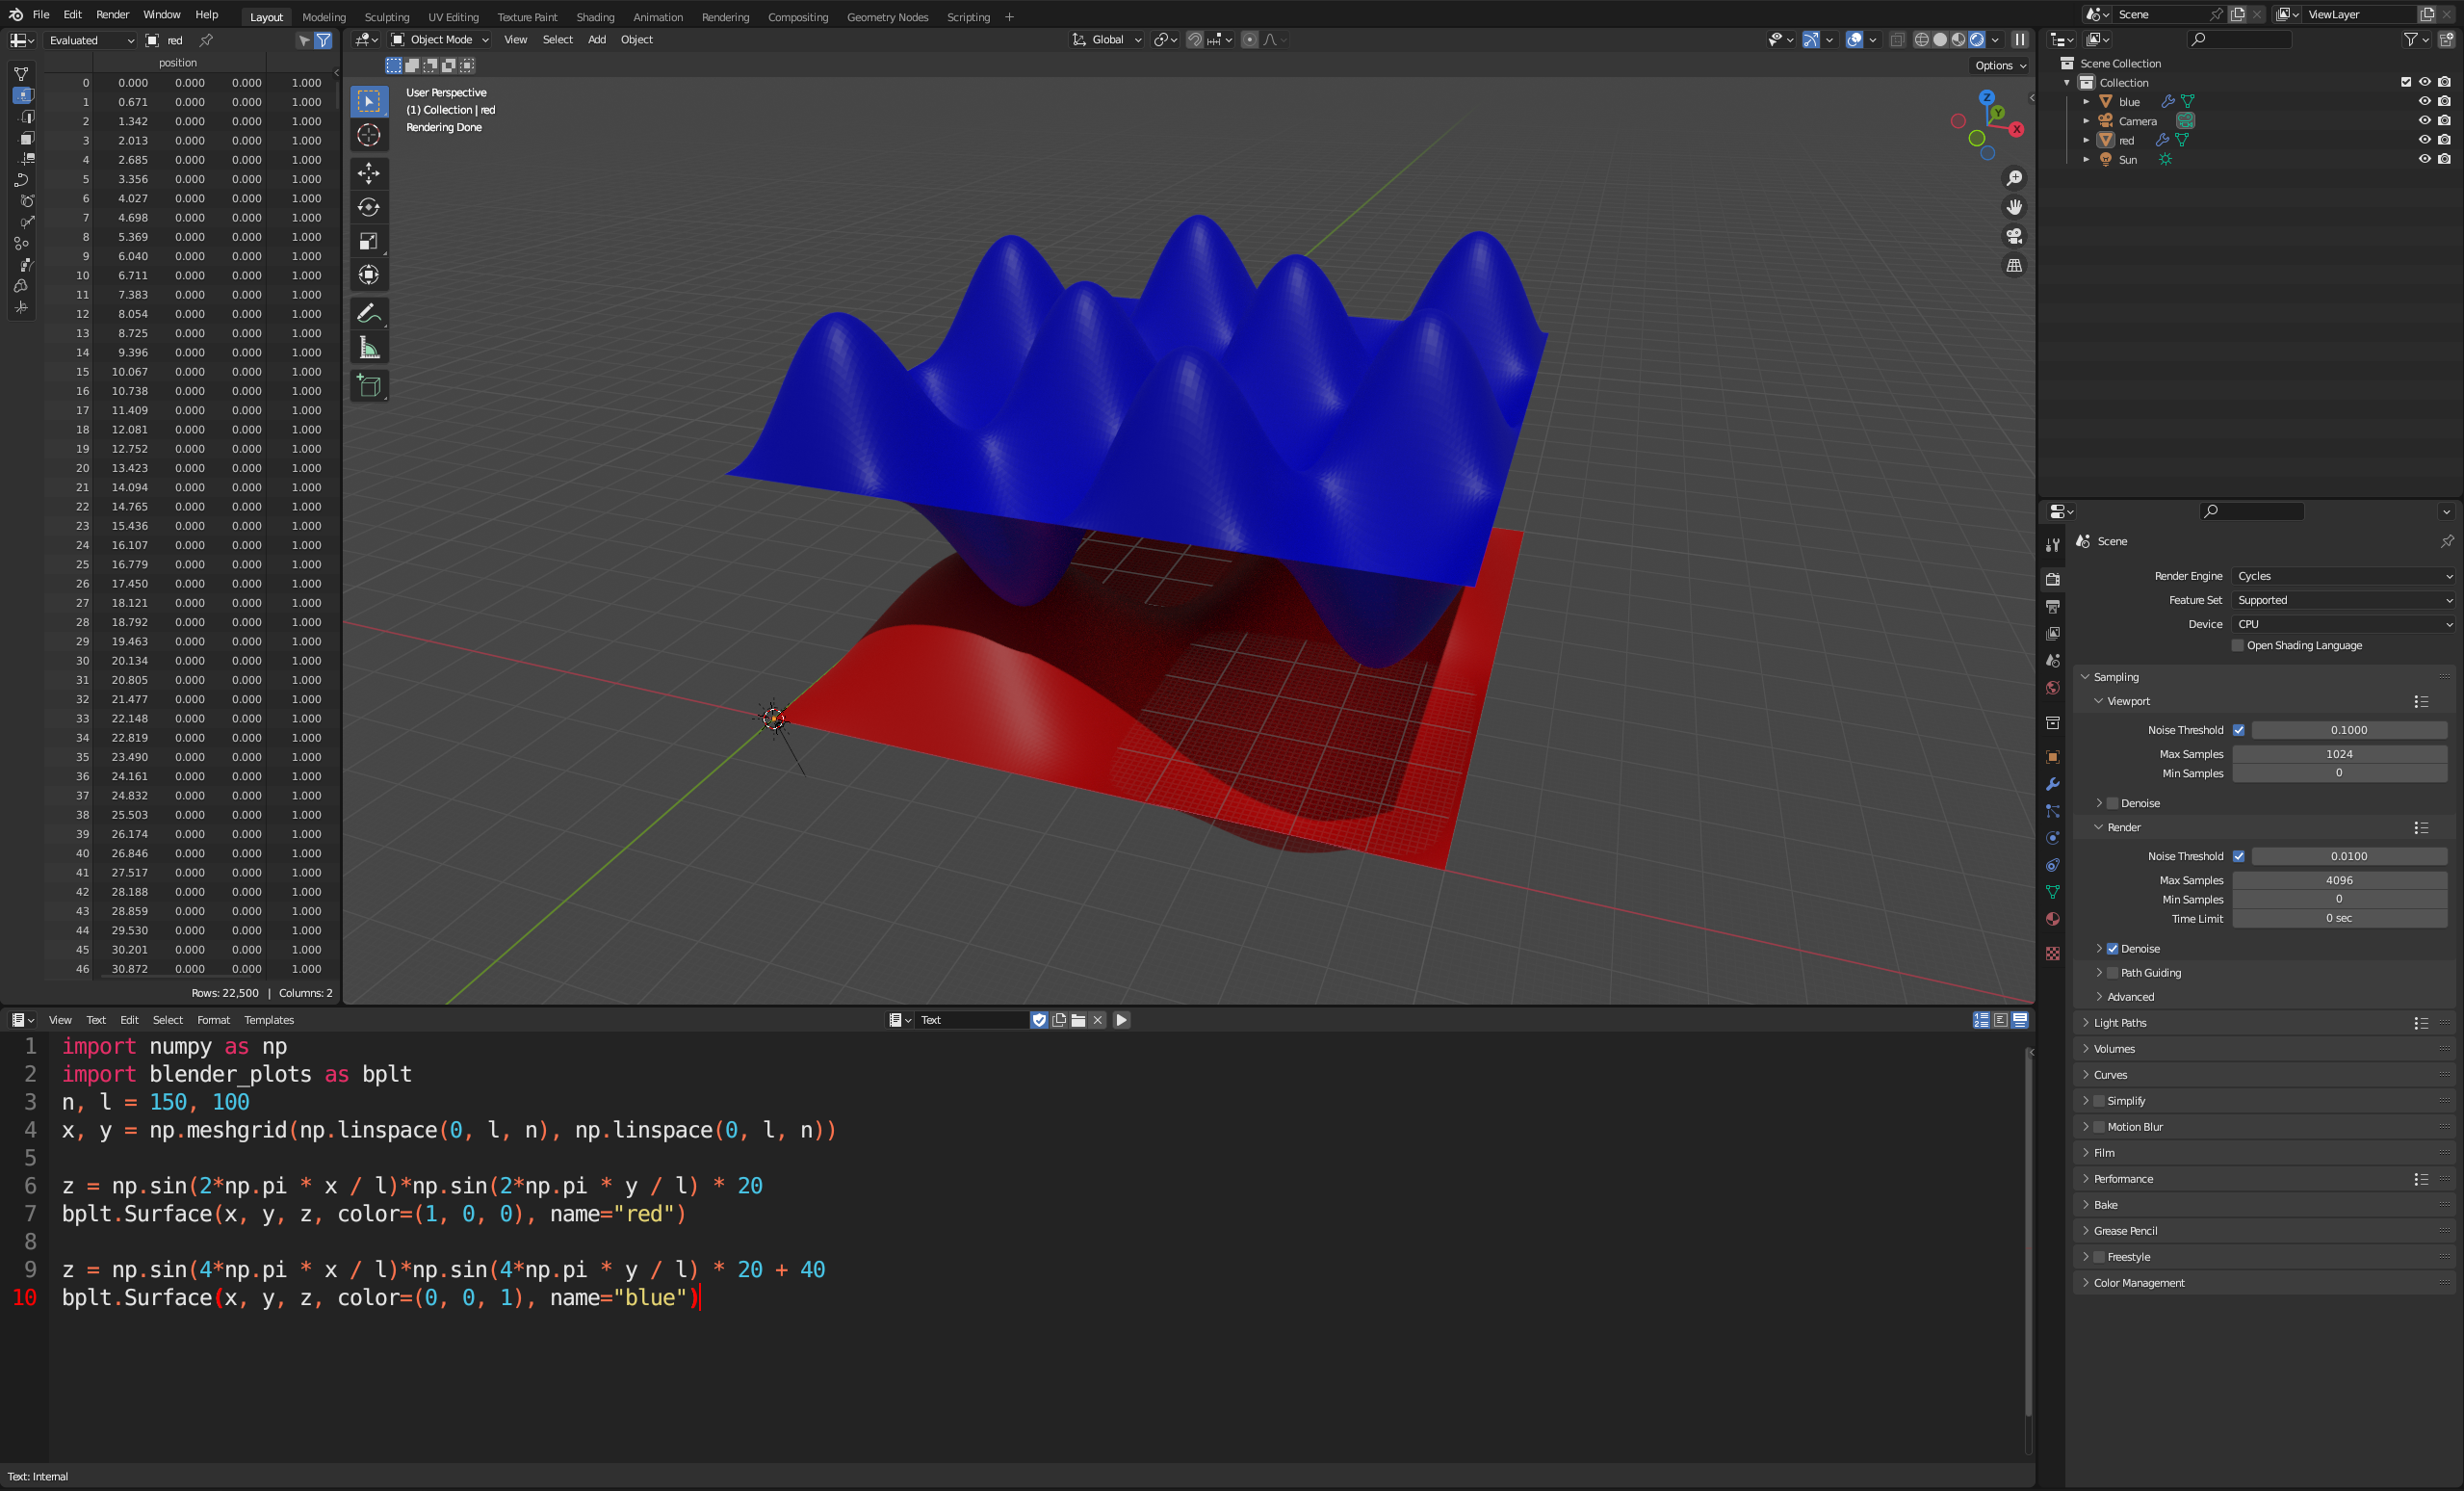 File Edit Render Window Help Layout Modeling Sculpting UV Editing Texture Paint Shading Animation Rendering Compositing Geometry Nodes Scripting + Scene ViewLayer
Evaluated red
position
0 0.000 0.000 0.000 1.000
1 0.671 0.000 0.000 1.000
2 1.342 0.000 0.000 1.000
3 2.013 0.000 0.000 1.000
4 2.685 0.000 0.000 1.000
5 3.356 0.000 0.000 1.000
6 4.027 0.000 0.000 1.000
7 4.698 0.000 0.000 1.000
8 5.369 0.000 0.000 1.000
9 6.040 0.000 0.000 1.000
10 6.711 0.000 0.000 1.000
11 7.383 0.000 0.000 1.000
12 8.054 0.000 0.000 1.000
13 8.725 0.000 0.000 1.000
14 9.396 0.000 0.000 1.000
15 10.067 0.000 0.000 1.000
16 10.738 0.000 0.000 1.000
17 11.409 0.000 0.000 1.000
18 12.081 0.000 0.000 1.000
19 12.752 0.000 0.000 1.000
20 13.423 0.000 0.000 1.000
21 14.094 0.000 0.000 1.000
22 14.765 0.000 0.000 1.000
23 15.436 0.000 0.000 1.000
24 16.107 0.000 0.000 1.000
25 16.779 0.000 0.000 1.000
26 17.450 0.000 0.000 1.000
27 18.121 0.000 0.000 1.000
28 18.792 0.000 0.000 1.000
29 19.463 0.000 0.000 1.000
30 20.134 0.000 0.000 1.000
31 20.805 0.000 0.000 1.000
32 21.477 0.000 0.000 1.000
33 22.148 0.000 0.000 1.000
34 22.819 0.000 0.000 1.000
35 23.490 0.000 0.000 1.000
36 24.161 0.000 0.000 1.000
37 24.832 0.000 0.000 1.000
38 25.503 0.000 0.000 1.000
39 26.174 0.000 0.000 1.000
40 26.846 0.000 0.000 1.000
41 27.517 0.000 0.000 1.000
42 28.188 0.000 0.000 1.000
43 28.859 0.000 0.000 1.000
44 29.530 0.000 0.000 1.000
45 30.201 0.000 0.000 1.000
46 30.872 0.000 0.000 1.000
Rows: 22,500 | Columns: 2
Object Mode View Select Add Object Global
Options
User Perspective
(1) Collection | red
Rendering Done
Z
Y
X
Scene Collection
Collection
blue
Camera
red
Sun
Scene
Render Engine Cycles
Feature Set Supported
Device CPU
Open Shading Language
Sampling
Viewport
Noise Threshold 0.1000
Max Samples 1024
Min Samples 0
Denoise
Render
Noise Threshold 0.0100
Max Samples 4096
Min Samples 0
Time Limit 0 sec
Denoise
Path Guiding
Advanced
Light Paths
Volumes
Curves
Simplify
Motion Blur
Film
Performance
Bake
Grease Pencil
Freestyle
Color Management
View Text Edit Select Format Templates Text
1 import numpy as np
2 import blender_plots as bplt
3 n, l = 150, 100
4 x, y = np.meshgrid(np.linspace(0, l, n), np.linspace(0, l, n))
5
6 z = np.sin(2*np.pi * x / l)*np.sin(2*np.pi * y / l) * 20
7 bplt.Surface(x, y, z, color=(1, 0, 0), name="red")
8
9 z = np.sin(4*np.pi * x / l)*np.sin(4*np.pi * y / l) * 20 + 40
10 bplt.Surface(x, y, z, color=(0, 0, 1), name="blue")
Text: Internal